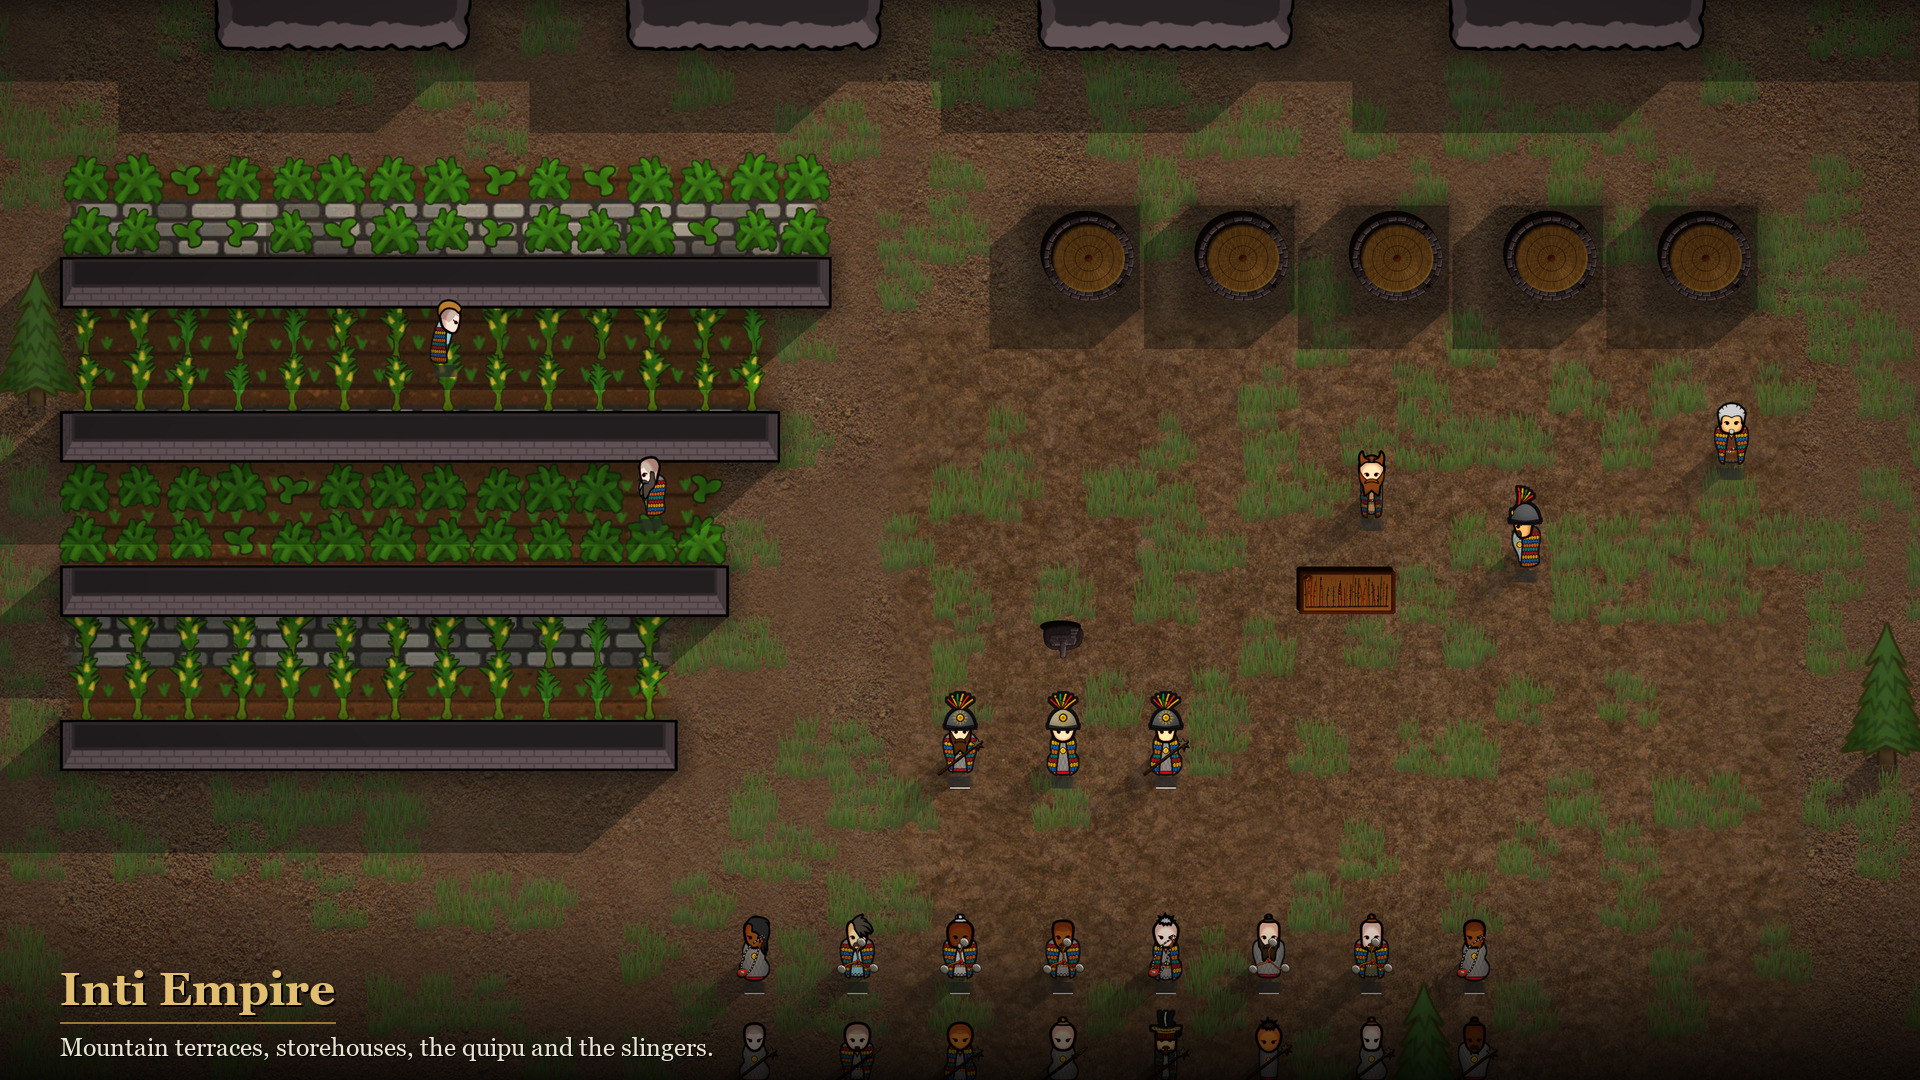 Inti Empire
Mountain terraces, storehouses, the quipu and the slingers.